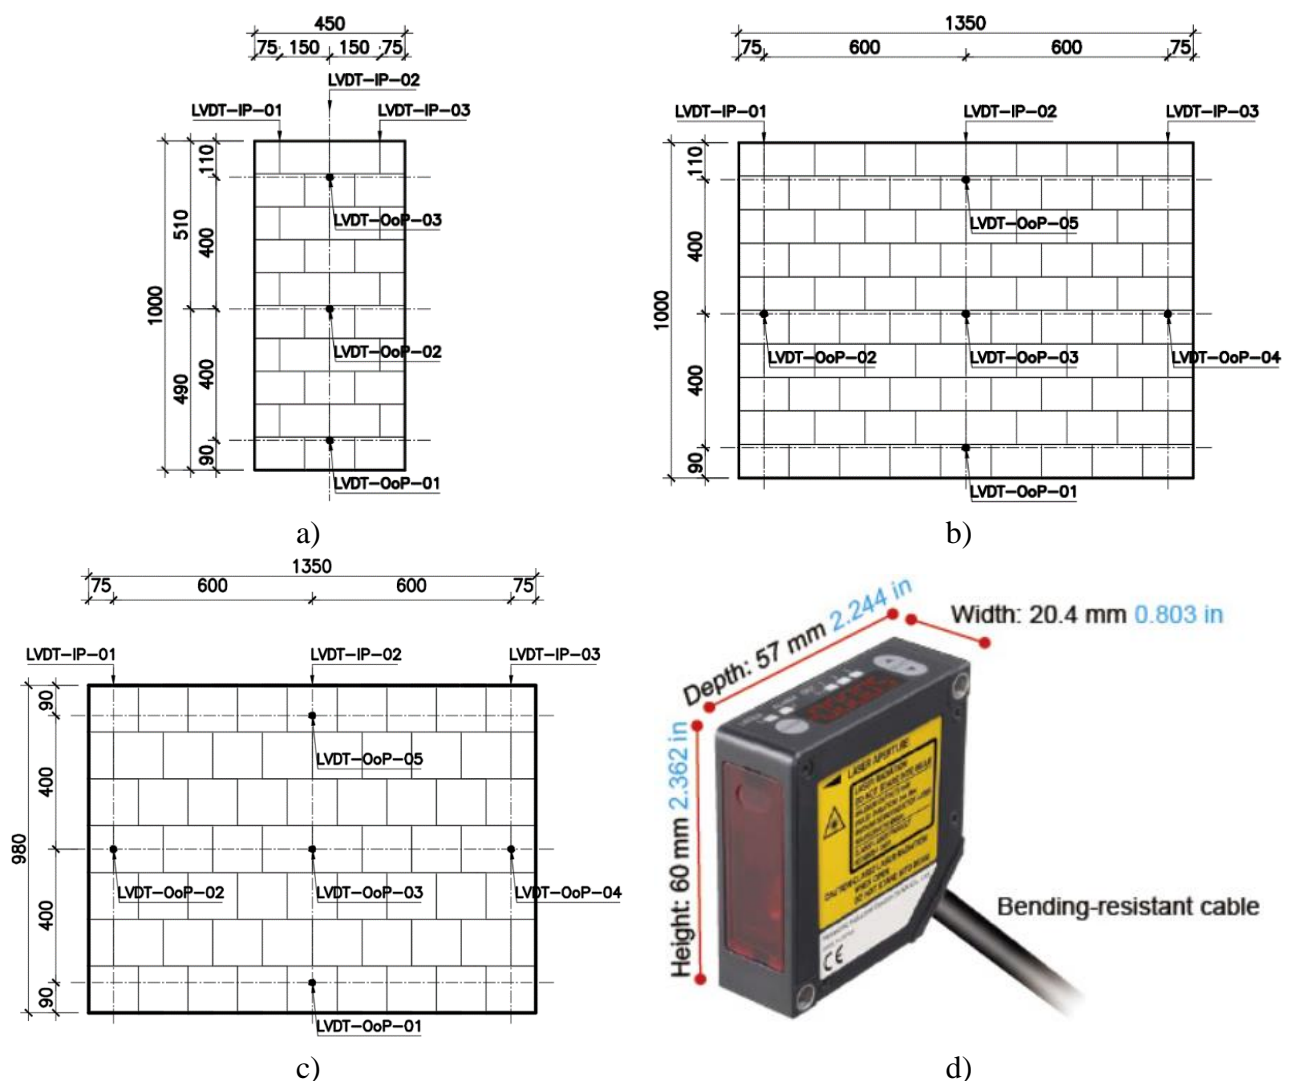 450
75 150 150 75
LVDT-IP-02
LVDT-IP-01 LVDT-IP-03
110
510
400
1000
490
400
90
LVDT-OoP-03
LVDT-OoP-02
LVDT-OoP-01
a)
1350
75 600 600 75
LVDT-IP-01 LVDT-IP-02 LVDT-IP-03
110
400
1000
400
90
LVDT-OoP-05
LVDT-OoP-02 LVDT-OoP-03 LVDT-OoP-04
LVDT-OoP-01
b)
1350
75 600 600 75
LVDT-IP-01 LVDT-IP-02 LVDT-IP-03
90
400
980
400
90
LVDT-OoP-05
LVDT-OoP-02 LVDT-OoP-03 LVDT-OoP-04
LVDT-OoP-01
c)
Depth: 57 mm 2.244 in
Width: 20.4 mm 0.803 in
Height: 60 mm 2.362 in
LASER APERTURE
LASER RADIATION
CE
Bending-resistant cable
d)